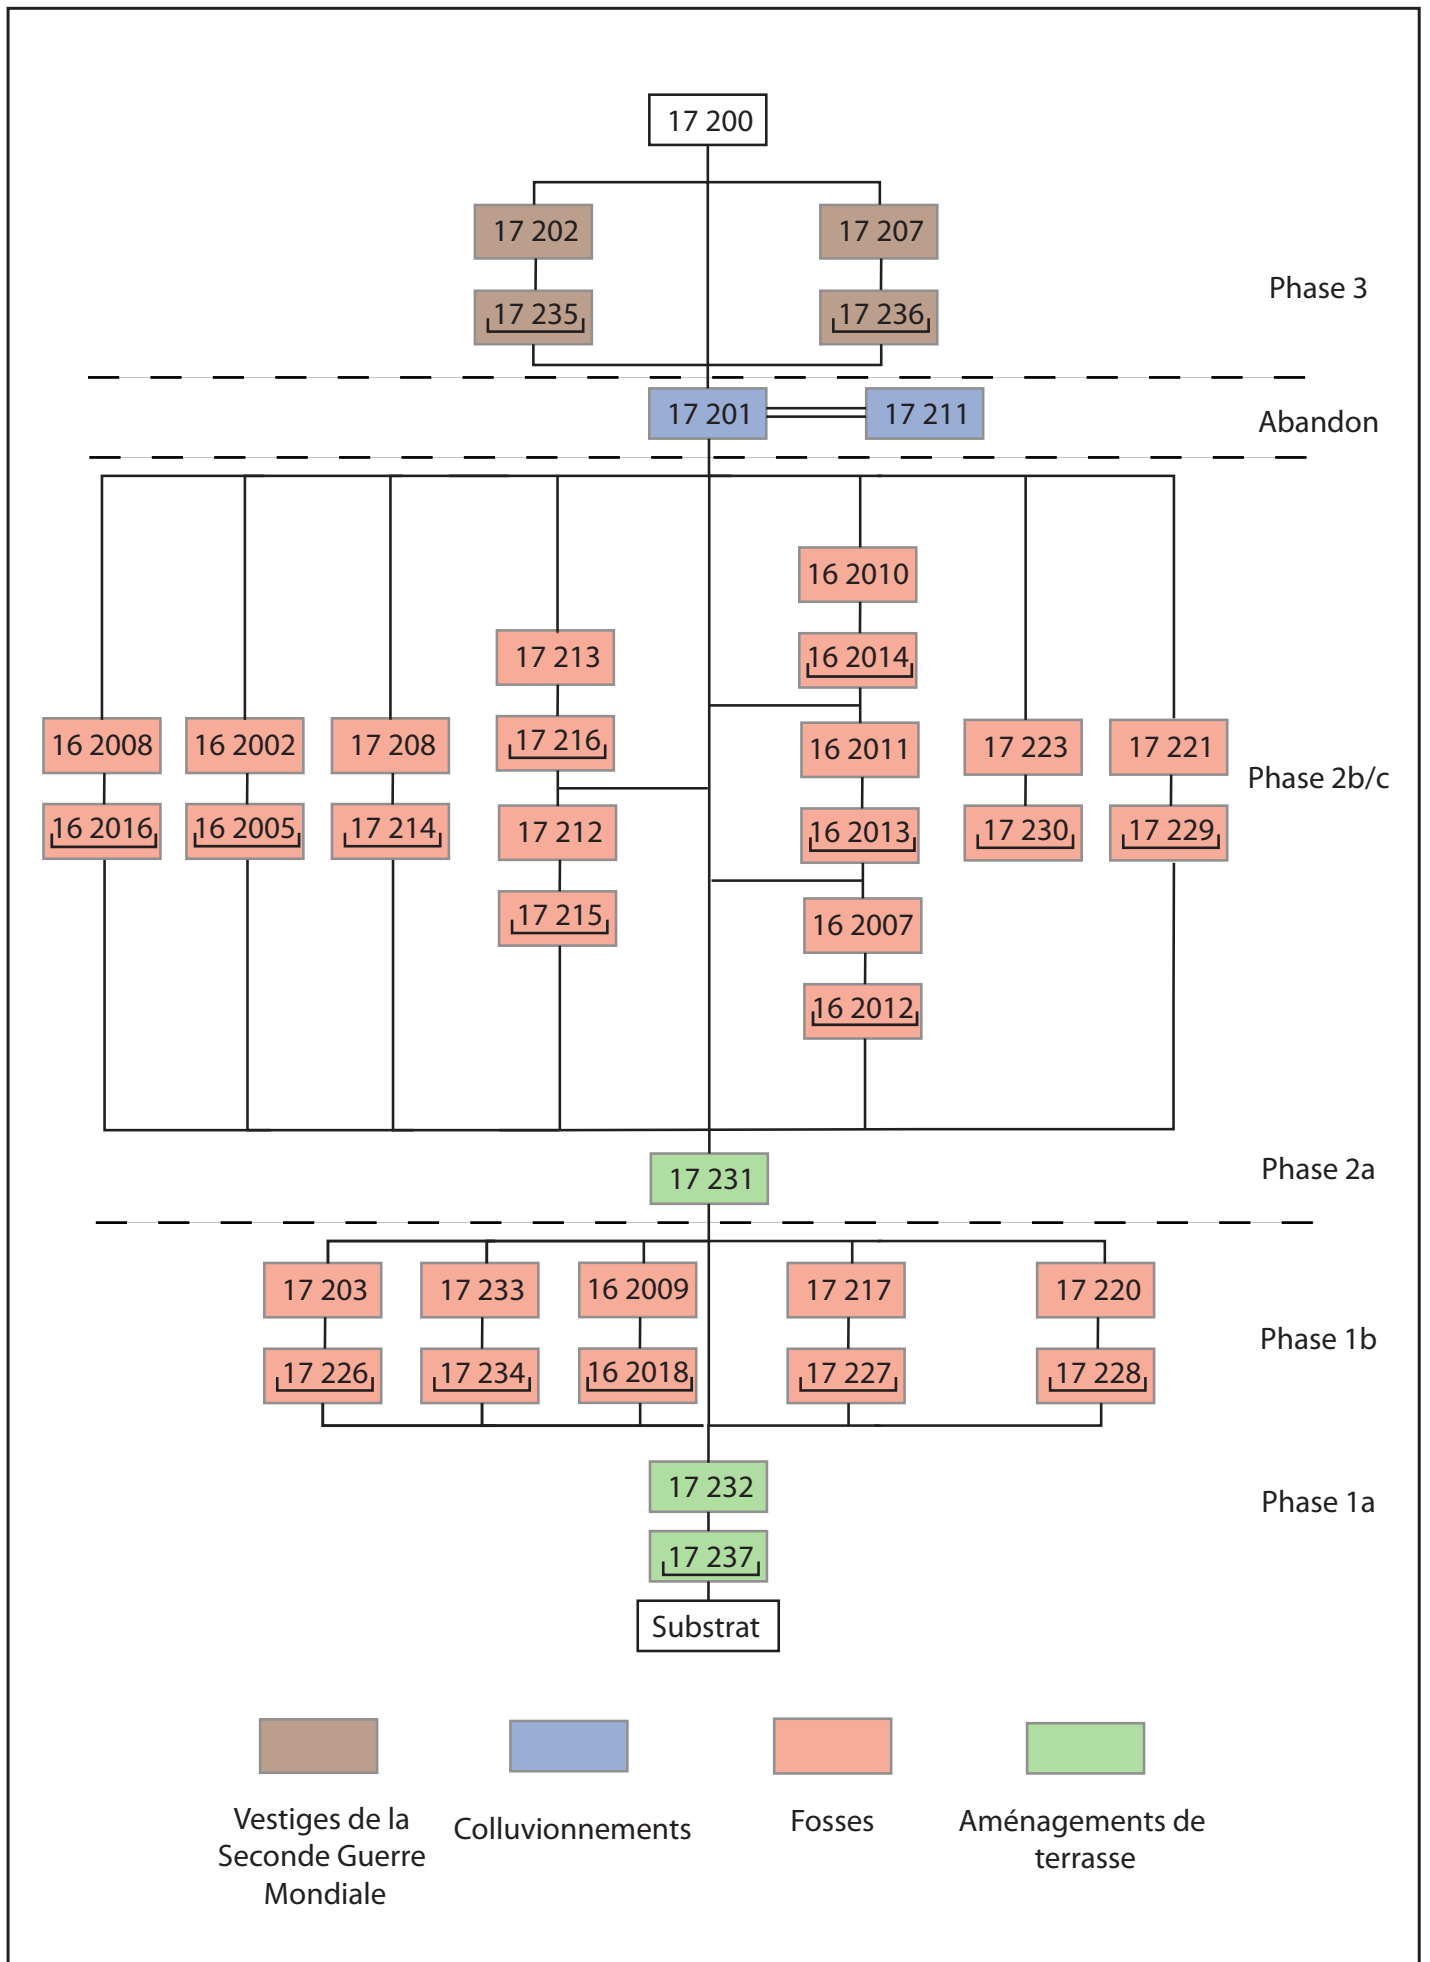 17 200
17 202
17 207
Phase 3
17 235
17 236
17 201
17 211
Abandon
16 2010
17 213
16 2014
16 2008
16 2002
17 208
17 216
16 2011
17 223
17 221
Phase 2b/c
16 2016
16 2005
17 214
17 212
16 2013
17 230
17 229
17 215
16 2007
16 2012
17 231
Phase 2a
17 203
17 233
16 2009
17 217
17 220
Phase 1b
17 226
17 234
16 2018
17 227
17 228
17 232
Phase 1a
17 237
Substrat
Vestiges de la
Seconde Guerre
Mondiale
Colluvionnements
Fosses
Aménagements de
terrasse